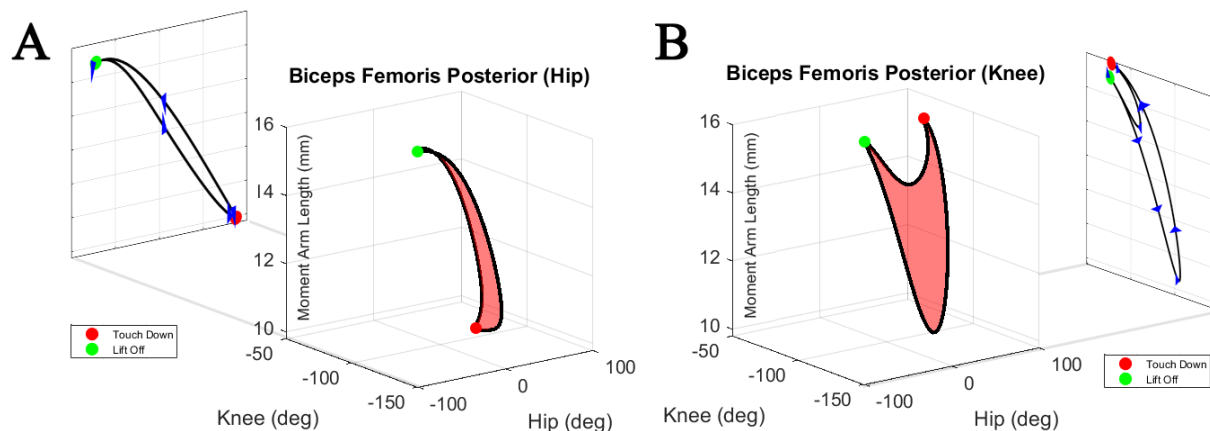 A
Biceps Femoris Posterior (Hip)
Moment Arm Length (mm)
16
14
12
10
-50
-100
-150
Knee (deg)
-100
0
100
Hip (deg)
Touch Down
Lift Off
B
Biceps Femoris Posterior (Knee)
Moment Arm Length (mm)
16
14
12
10
-50
-100
-150
Knee (deg)
-100
0
100
Hip (deg)
Touch Down
Lift Off